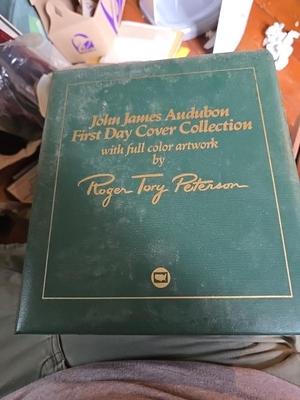 John James Audubon
First Day Cover Collection
with full color artwork
by
Roger Tory Peterson